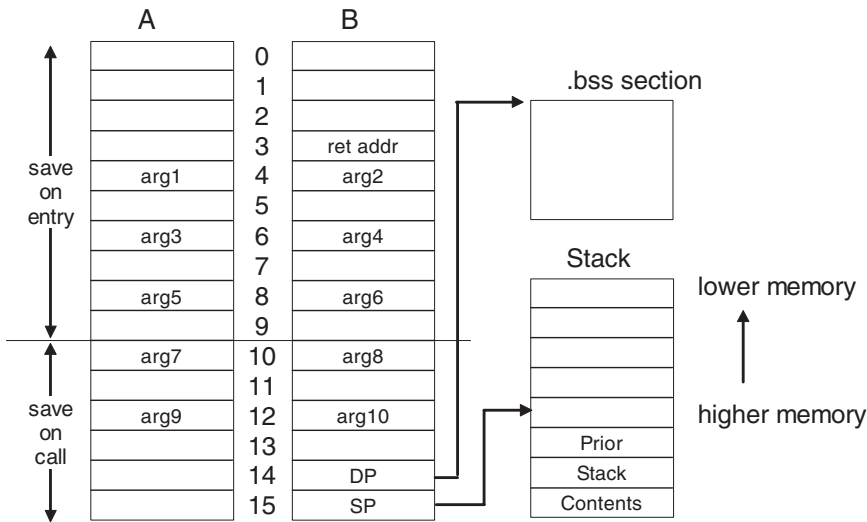 A B
0
1
.bss section
2
3 ret addr
save
on
entry
arg1 4 arg2
5
arg3 6 arg4
7
Stack
arg5 8 arg6
lower memory
9
arg7 10 arg8
11
save
on
call
arg9 12 arg10
higher memory
13
Prior
14 DP
Stack
15 SP
Contents